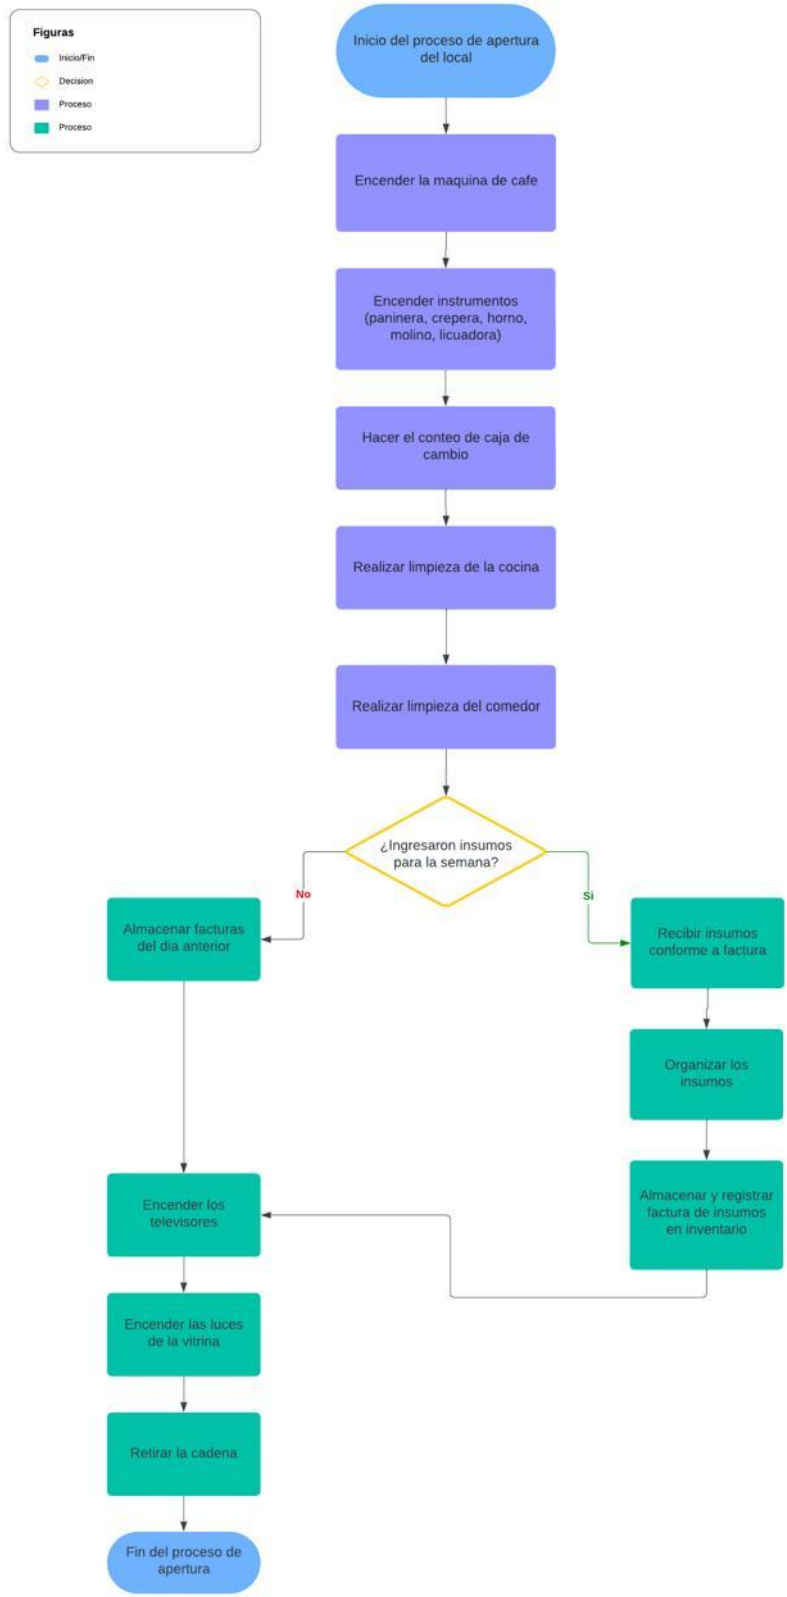 Figuras
Inicio/Fin
Decision
Proceso
Proceso
Inicio del proceso de apertura
del local
Encender la maquina de cafe
Encender instrumentos
(paninera, crepera, horno,
molino, licuadora)
Hacer el conteo de caja de
cambio
Realizar limpieza de la cocina
Realizar limpieza del comedor
¿Ingresaron insumos
para la semana?
No
Si
Almacenar facturas
del dia anterior
Recibir insumos
conforme a factura
Organizar los
insumos
Almacenar y registrar
factura de insumos
en inventario
Encender los
televisores
Encender las luces
de la vitrina
Retirar la cadena
Fin del proceso de
apertura